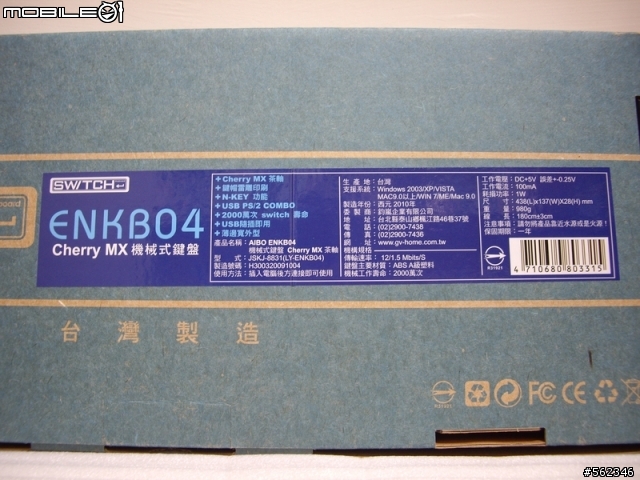 MOBILE01
SWITCH
ENKB04
Cherry MX 機械式鍵盤
+ Cherry MX 茶軸
+ 鍵帽雷雕印刷
+ N-KEY 功能
+ USB PS/2 COMBO
+ 2000萬次 switch 壽命
+ USB隨插即用
+ 薄邊質外型
產品名稱：AIBO ENKB04
機械式鍵盤 Cherry MX 茶軸
型 式：JSKJ-8831(LY-ENKB04)
製造號碼：H300320091004
使用方法：插入電腦後方連接即可使用
生 產 地：台灣
支援系統：Windows 2003/XP/VISTA
MAC9.0以上/WIN 7/ME/Mac 9.0
製造年份：西元 2010年
製 造 商：鈞嵐企業有限公司
地 址：台北縣泰山鄉楓江路46巷37號
電 話：(02)2900-7438
傳 真：(02)2900-7436
網 址：www.gv-home.com.tw
傳輸速率：12/1.5 Mbits/S
鍵盤主要材質：ABS A級塑料
機械工作壽命：2000萬次
工作電壓：DC+5V 誤差+-0.25V
工作電流：100mA
消耗功率：1W
尺 寸：438(L)x137(W)X28(H) mm
重 量：980g
線 長：180cm±3cm
注意事項：請勿將產品靠近水源或是火源！
保固期限：一年
R31021
4 710680 803315
台灣製造
R31021
FC CE
#562346